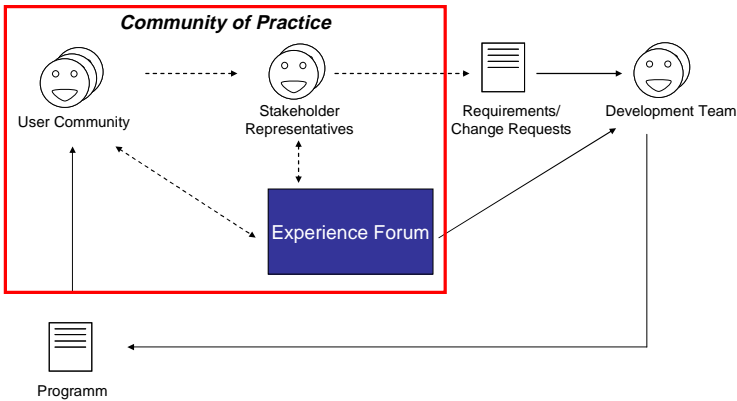 Community of Practice
User Community
Stakeholder
Representatives
Requirements/
Change Requests
Development Team
Experience Forum
Programm